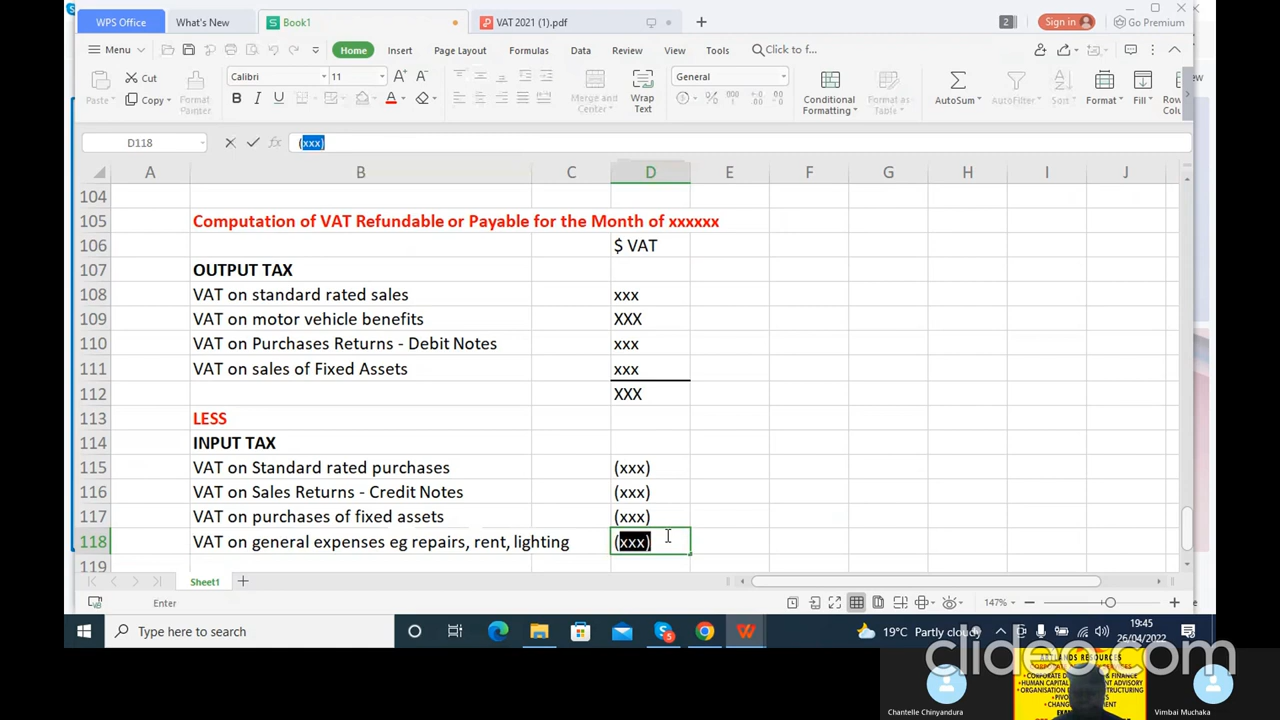 WPS Office What's New Book1 VAT 2021 (1).pdf 2 Sign in Go Premium
Menu Home Insert Page Layout Formulas Data Review View Tools Click to f...
Paste Cut Copy Format Painter Calibri 11 Merge and Center Wrap Text General Conditional Formatting Format as Table AutoSum AutoFilter Sort Format Fill Row Colu
D118 (xxx)
A B C D E F G H I J
104
105 Computation of VAT Refundable or Payable for the Month of xxxxxx
106 $ VAT
107 OUTPUT TAX
108 VAT on standard rated sales xxx
109 VAT on motor vehicle benefits XXX
110 VAT on Purchases Returns - Debit Notes xxx
111 VAT on sales of Fixed Assets xxx
112 XXX
113 LESS
114 INPUT TAX
115 VAT on Standard rated purchases (xxx)
116 VAT on Sales Returns - Credit Notes (xxx)
117 VAT on purchases of fixed assets (xxx)
118 VAT on general expenses eg repairs, rent, lighting (xxx)
119
Sheet1
Enter 147%
Type here to search 19°C Partly cloudy 19:45
26/04/2022
clideo.com
ARTLANDS RESOURCES
Chantelle Chinyandura Vimbai Muchaka